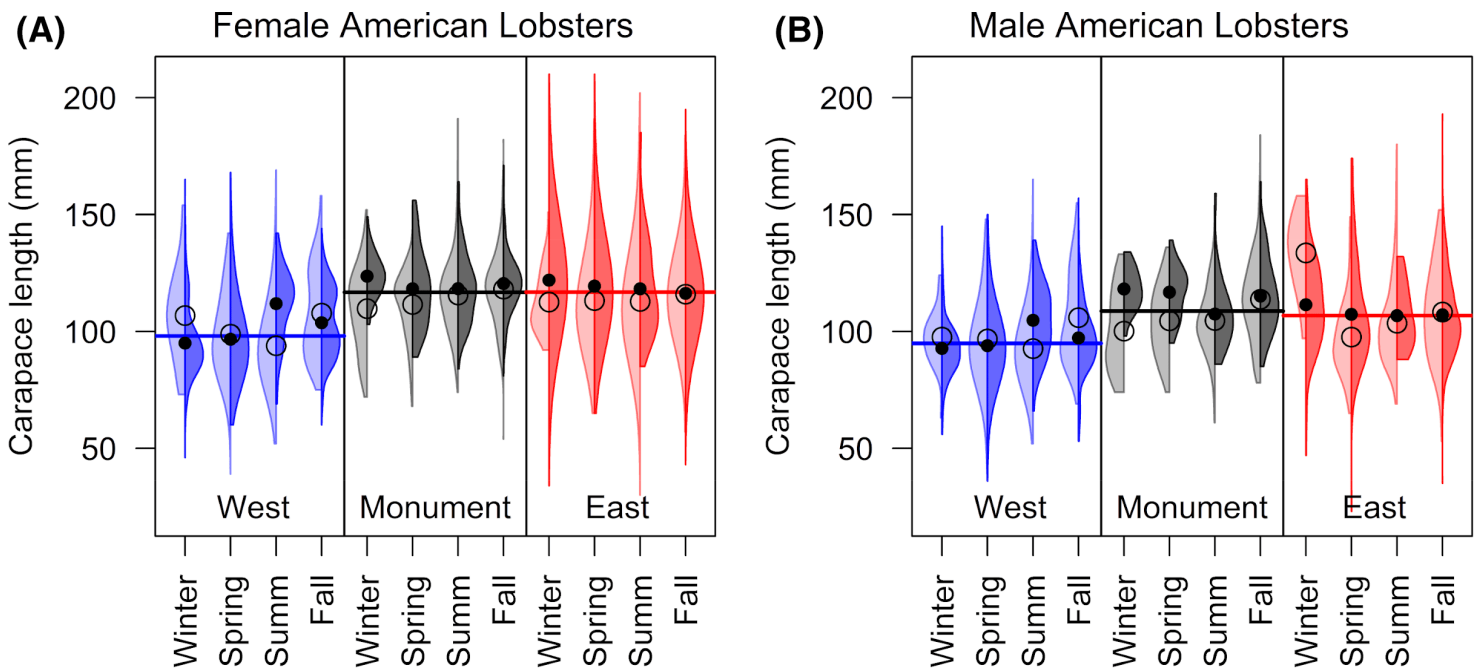 (A) Female American Lobsters
Carapace length (mm)
200
150
100
50
West Monument East
Winter Spring Summ Fall Winter Spring Summ Fall Winter Spring Summ Fall
(B) Male American Lobsters
Carapace length (mm)
200
150
100
50
West Monument East
Winter Spring Summ Fall Winter Spring Summ Fall Winter Spring Summ Fall